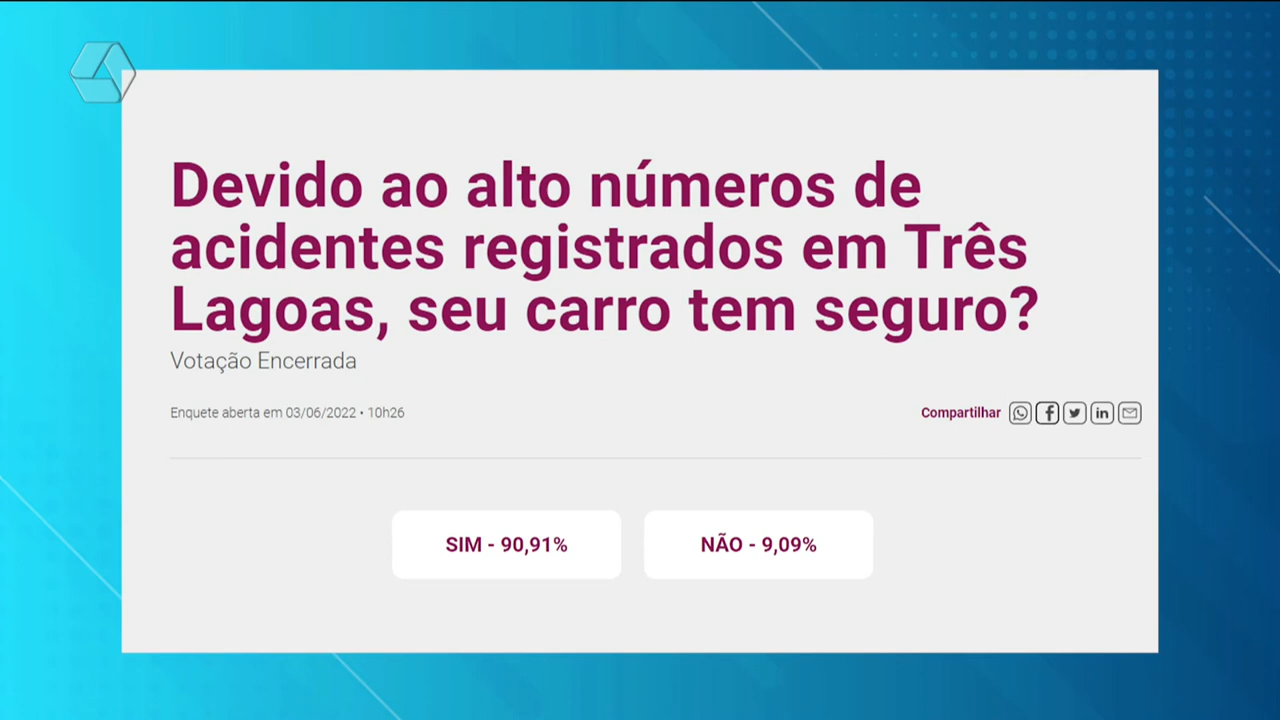 Devido ao alto números de
acidentes registrados em Três
Lagoas, seu carro tem seguro?
Votação Encerrada
Enquete aberta em 03/06/2022 • 10h26
Compartilhar
SIM - 90,91%
NÃO - 9,09%